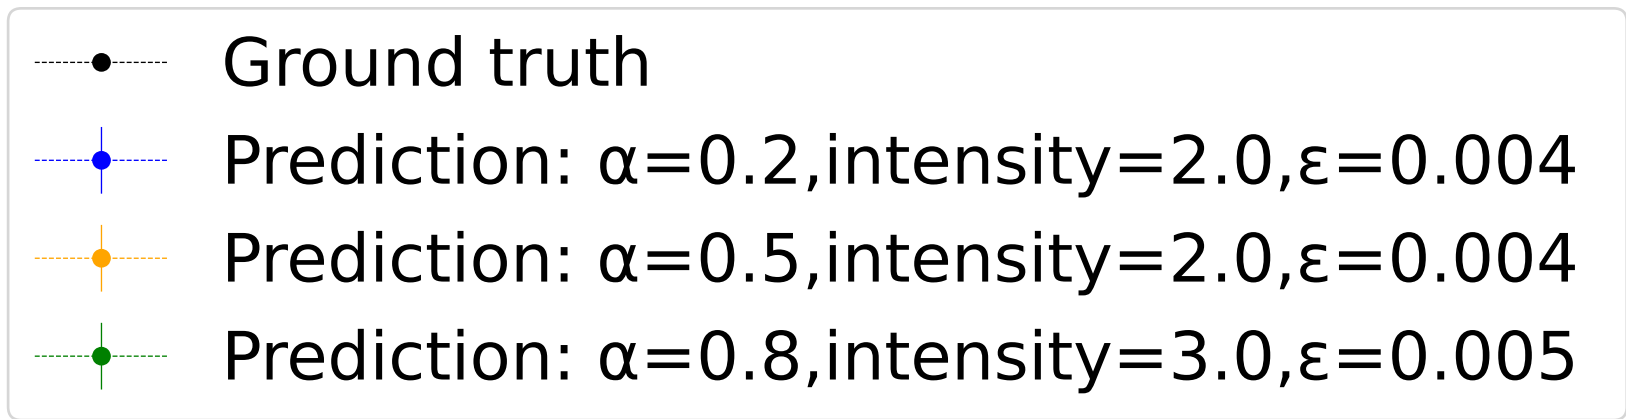 Ground truth
Prediction: α=0.2,intensity=2.0,ε=0.004
Prediction: α=0.5,intensity=2.0,ε=0.004
Prediction: α=0.8,intensity=3.0,ε=0.005